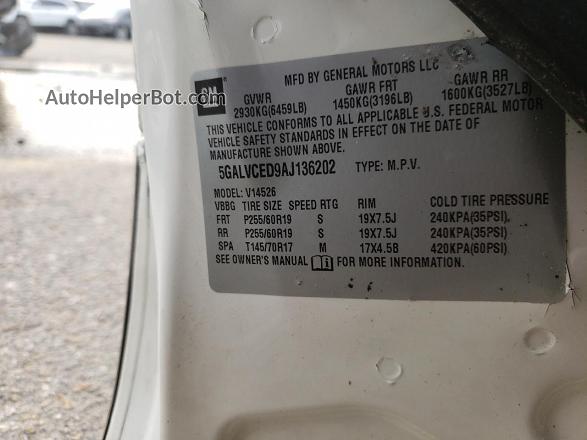 AutoHelperBot.com
GM
MFD BY GENERAL MOTORS LLC
GVWR GAWR FRT GAWR RR
2930KG(6459LB) 1450KG(3196LB) 1600KG(3527LB)
THIS VEHICLE CONFORMS TO ALL APPLICABLE U.S. FEDERAL MOTOR
VEHICLE SAFETY STANDARDS IN EFFECT ON THE DATE OF
MANUFACTURE SHOWN ABOVE.
5GALVCED9AJ136202 TYPE: M.P.V.
MODEL: V14526
VBBG TIRE SIZE SPEED RTG RIM COLD TIRE PRESSURE
FRT P255/60R19 S 19X7.5J 240KPA(35PSI)
RR P255/60R19 S 19X7.5J 240KPA(35PSI)
SPA T145/70R17 M 17X4.5B 420KPA(60PSI)
SEE OWNER'S MANUAL i FOR MORE INFORMATION.